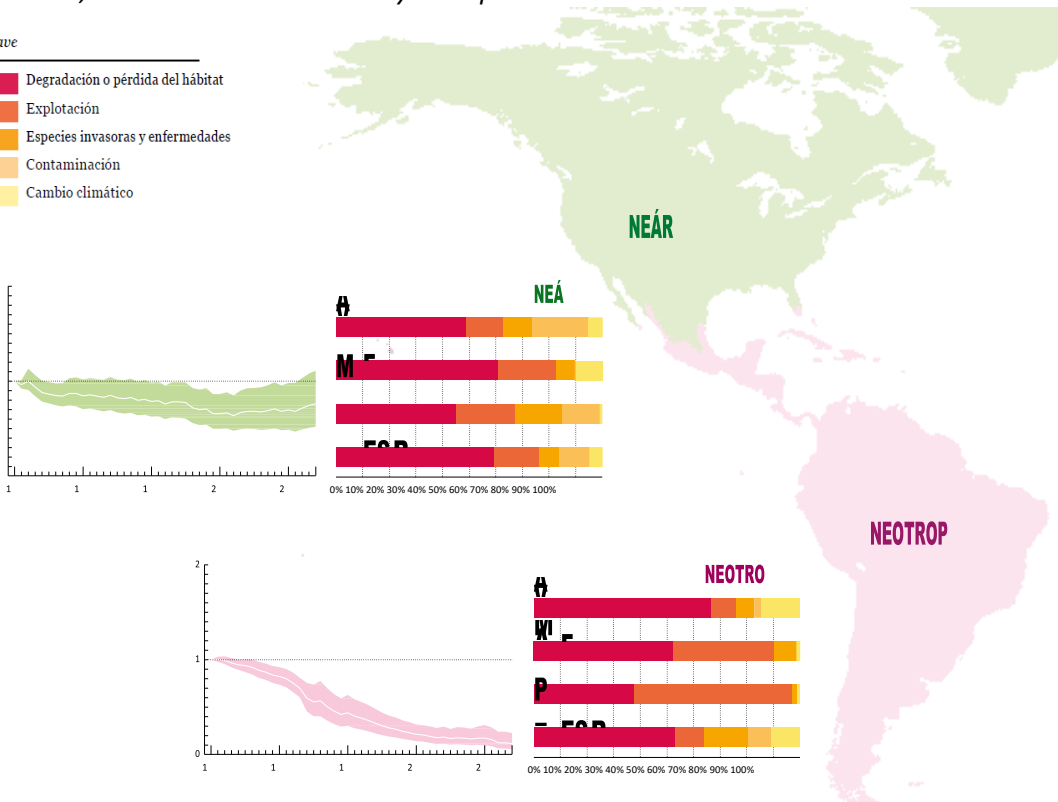 ave
Degradación o pérdida del hábitat
Explotación
Especies invasoras y enfermedades
Contaminación
Cambio climático
NEÁR
NEÁ
M
1 1 1 2 2
0% 10% 20% 30% 40% 50% 60% 70% 80% 90% 100%
NEOTROP
NEOTRO
2
1
P
0
1 1 1 2 2
0% 10% 20% 30% 40% 50% 60% 70% 80% 90% 100%